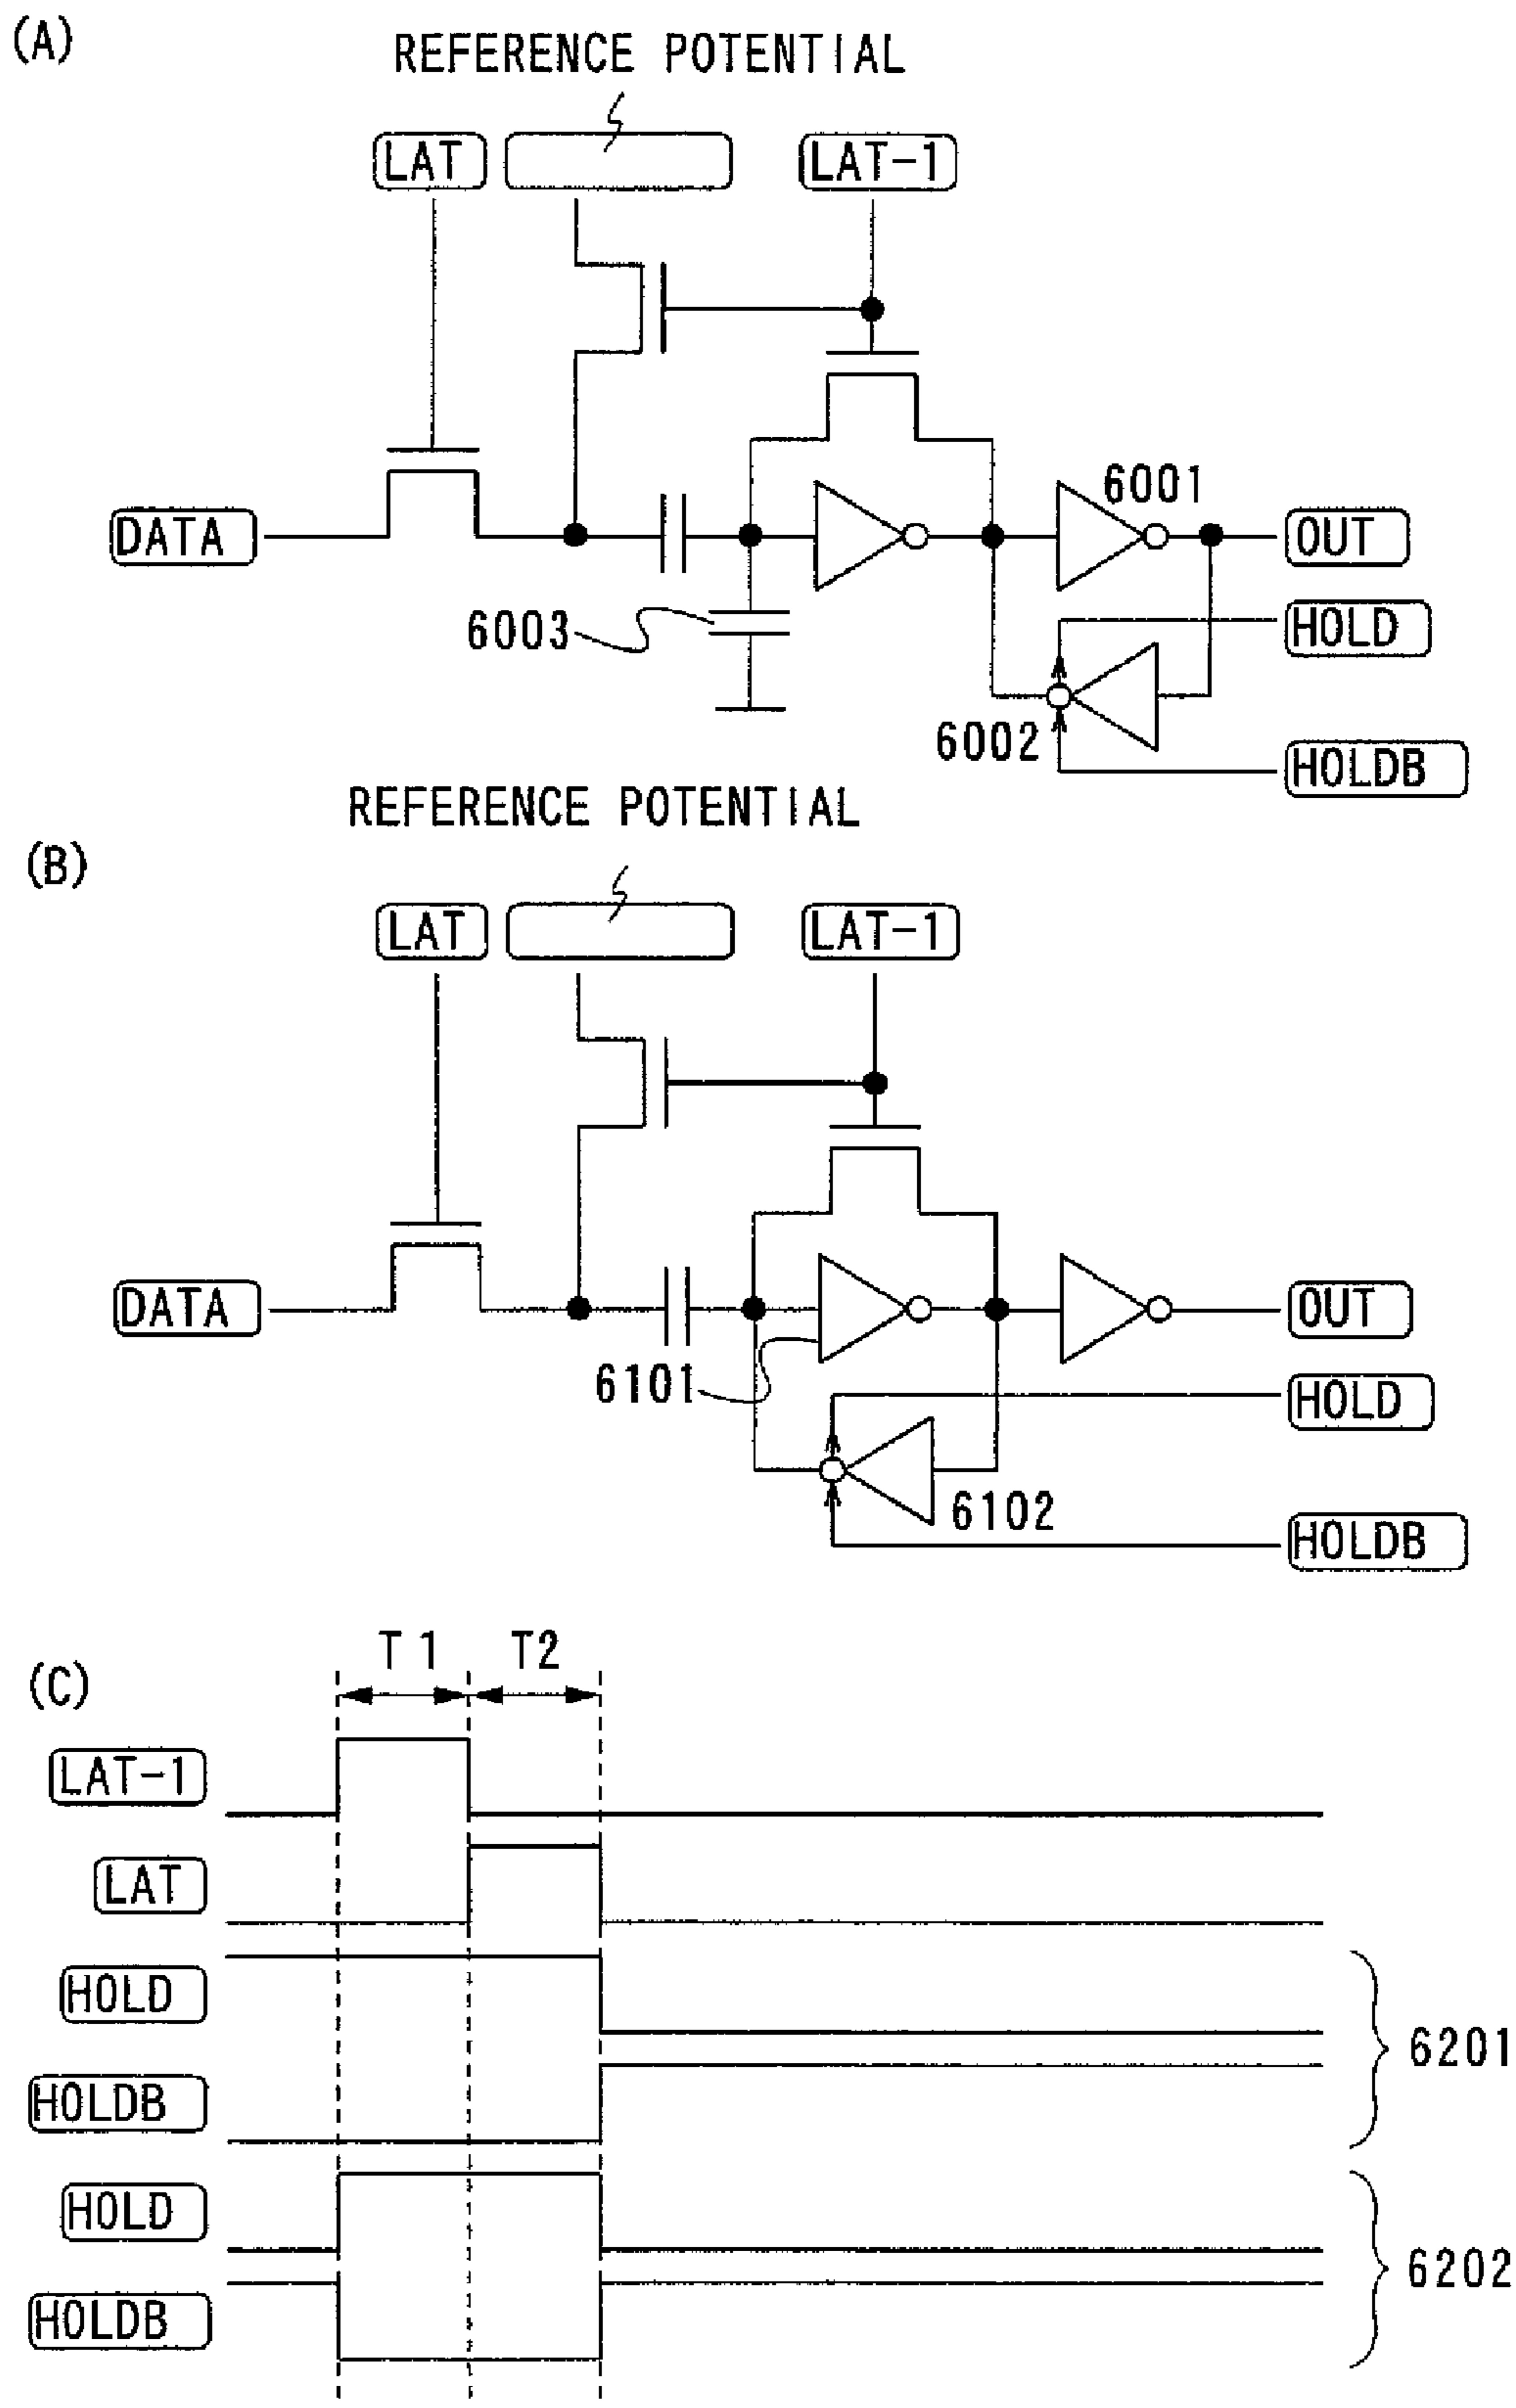 (A)
REFERENCE POTENTIAL
LAT
LAT-1
6001
DATA
OUT
6003
HOLD
6002
HOLDB
REFERENCE POTENTIAL
(B)
LAT
LAT-1
DATA
OUT
6101
HOLD
6102
HOLDB
(C)
T1 T2
LAT-1
LAT
HOLD
6201
HOLDB
HOLD
6202
HOLDB